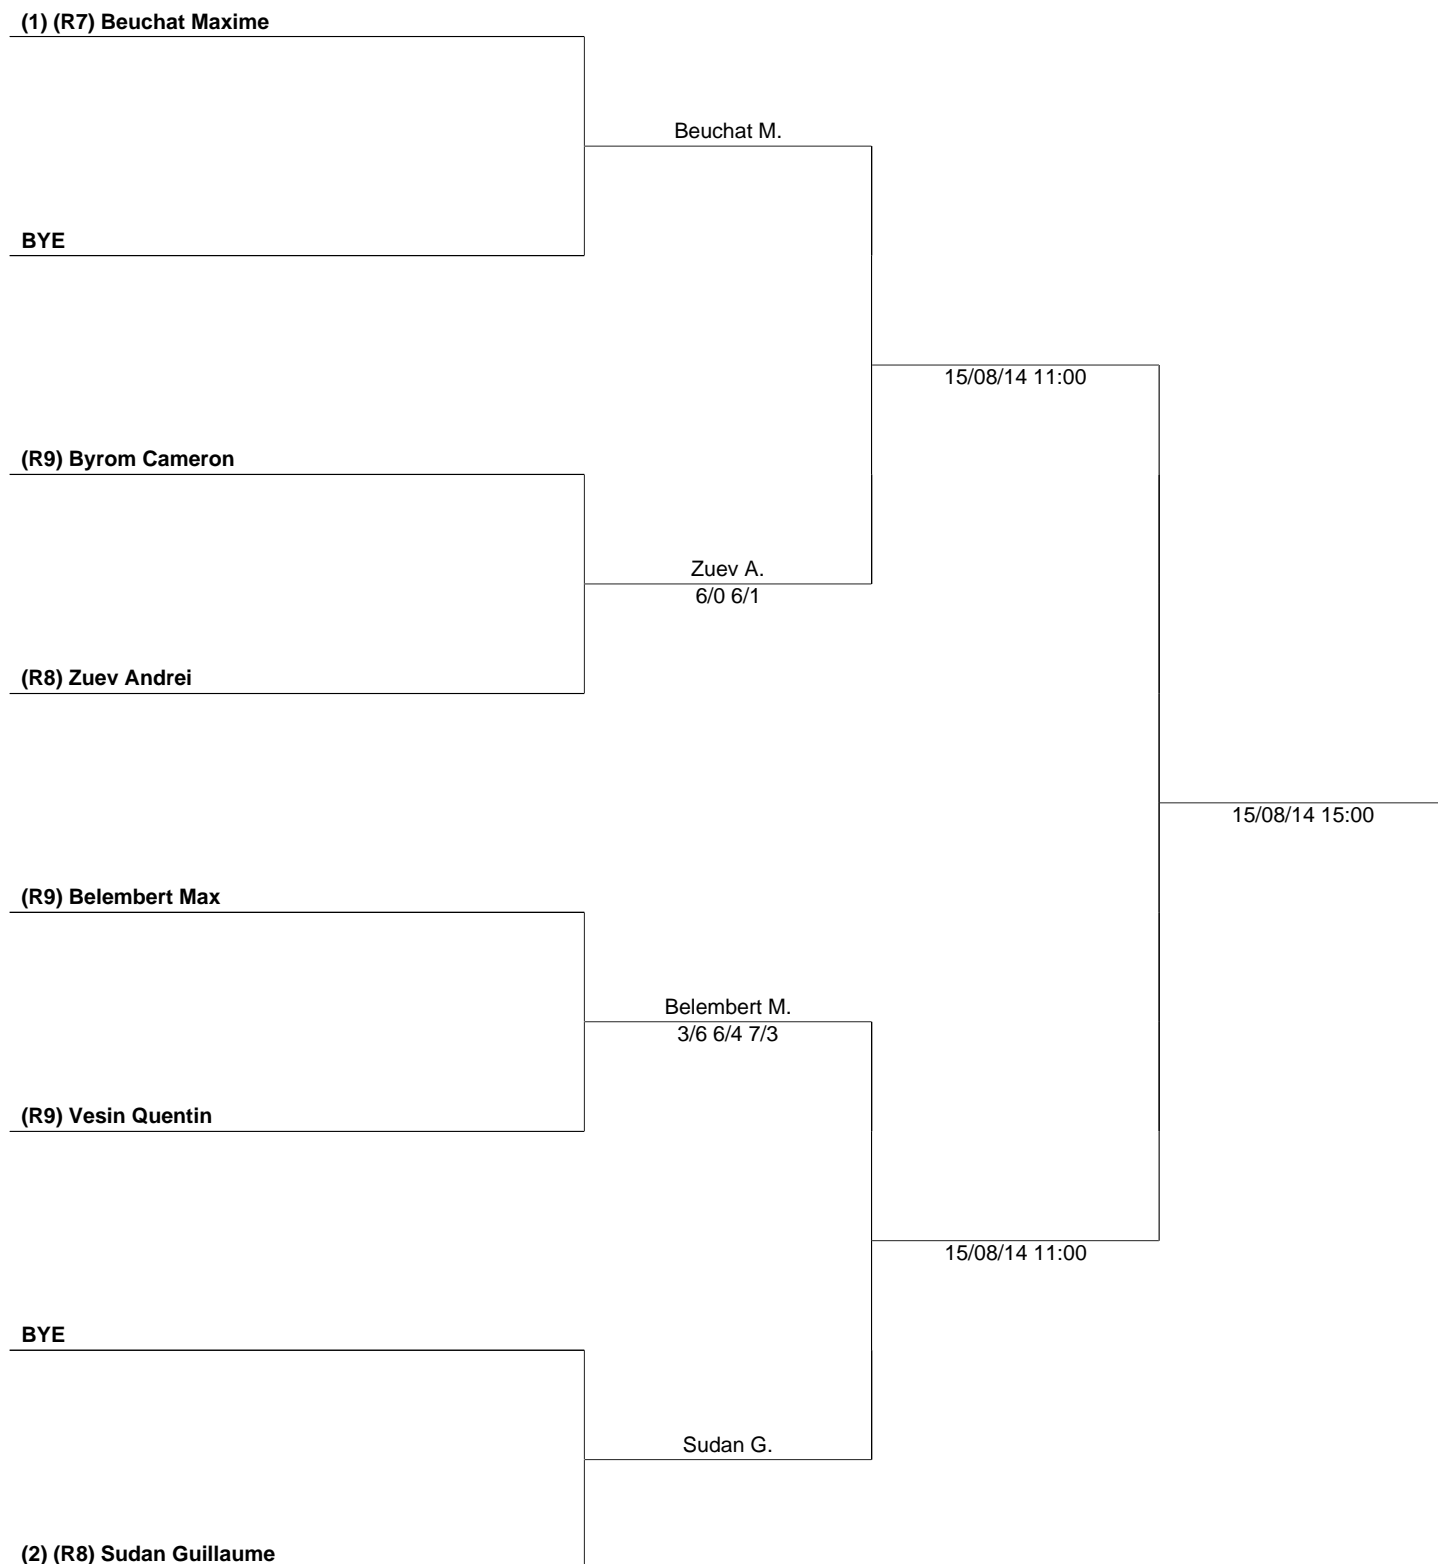 (1) (R7) Beuchat Maxime
Beuchat M.
BYE
15/08/14 11:00
(R9) Byrom Cameron
Zuev A.
6/0 6/1
(R8) Zuev Andrei
15/08/14 15:00
(R9) Belembert Max
Belembert M.
3/6 6/4 7/3
(R9) Vesin Quentin
15/08/14 11:00
BYE
Sudan G.
(2) (R8) Sudan Guillaume